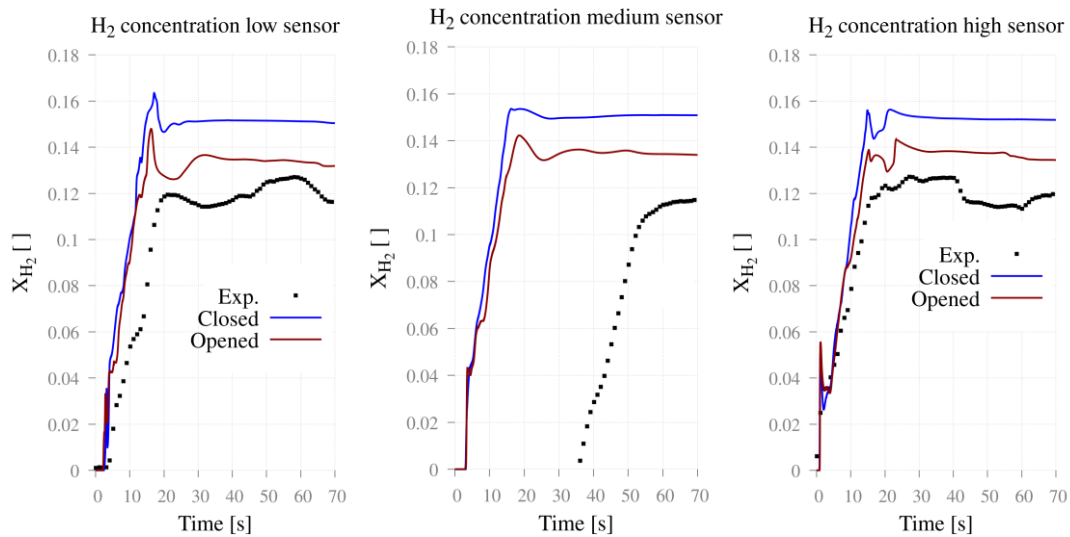 H2 concentration low sensor
0.18
0.16
0.14
0.12
0.1
0.08
0.06
0.04
0.02
0
XH2 [ ]
Exp.
Closed
Opened
0 10 20 30 40 50 60 70
Time [s]
H2 concentration medium sensor
0.18
0.16
0.14
0.12
0.1
0.08
0.06
0.04
0.02
0
XH2 [ ]
0 10 20 30 40 50 60 70
Time [s]
H2 concentration high sensor
0.18
0.16
0.14
0.12
0.1
0.08
0.06
0.04
0.02
0
XH2 [ ]
Exp.
Closed
Opened
0 10 20 30 40 50 60 70
Time [s]